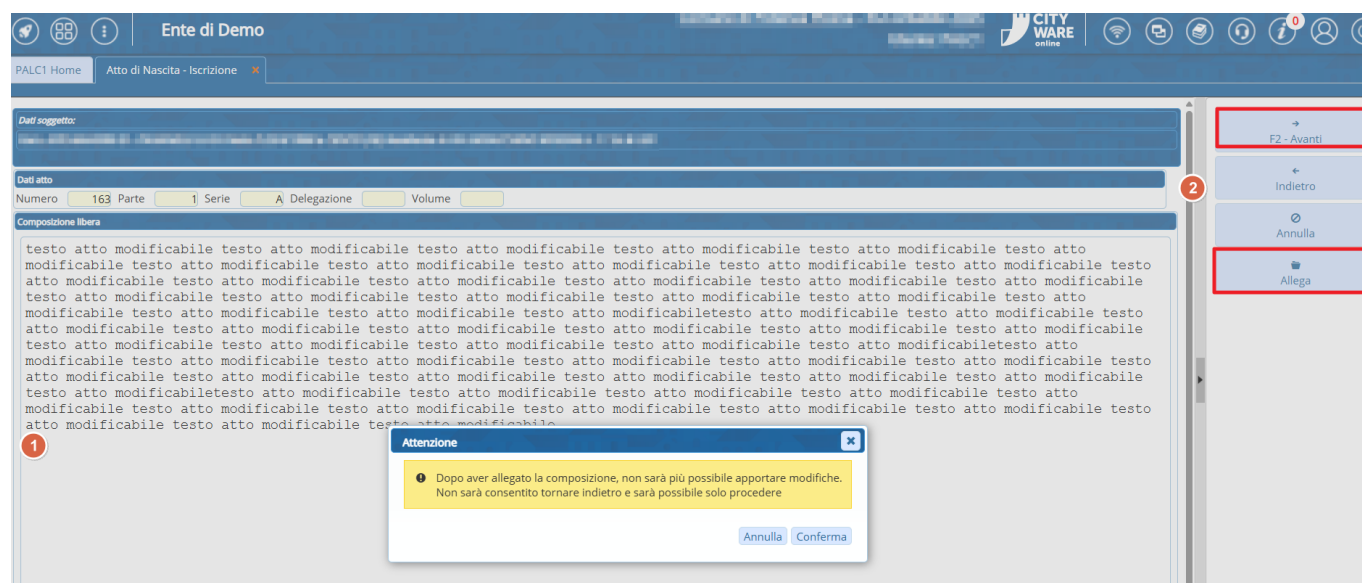 Ente di Demo
CITY
WARE
online
0
PALC1 Home
Atto di Nascita - Iscrizione
Dati soggetto:
Dati atto
Numero 163 Parte 1 Serie A Delegazione Volume
Composizione libera
testo atto modificabile testo atto modificabile testo atto modificabile testo atto modificabile testo atto modificabile testo atto
modificabile testo atto modificabile testo atto modificabile testo atto modificabile testo atto modificabile testo atto modificabile testo
atto modificabile testo atto modificabile testo atto modificabile testo atto modificabile testo atto modificabile testo atto modificabile
testo atto modificabile testo atto modificabile testo atto modificabile testo atto modificabile testo atto modificabile testo atto
modificabile testo atto modificabile testo atto modificabile testo atto modificabiletesto atto modificabile testo atto modificabile testo
atto modificabile testo atto modificabile testo atto modificabile testo atto modificabile testo atto modificabile testo atto modificabile
testo atto modificabile testo atto modificabile testo atto modificabile testo atto modificabile testo atto modificabiletesto atto
modificabile testo atto modificabile testo atto modificabile testo atto modificabile testo atto modificabile testo atto modificabile testo
atto modificabile testo atto modificabile testo atto modificabile testo atto modificabile testo atto modificabile testo atto modificabile
testo atto modificabiletesto atto modificabile testo atto modificabile testo atto modificabile testo atto modificabile testo atto
modificabile testo atto modificabile testo atto modificabile testo atto modificabile testo atto modificabile testo atto modificabile testo
atto modificabile testo atto modificabile testo atto modificabile
1
Attenzione
Dopo aver allegato la composizione, non sarà più possibile apportare modifiche.
Non sarà consentito tornare indietro e sarà possibile solo procedere
Annulla Conferma
2
F2 - Avanti
Indietro
Annulla
Allega